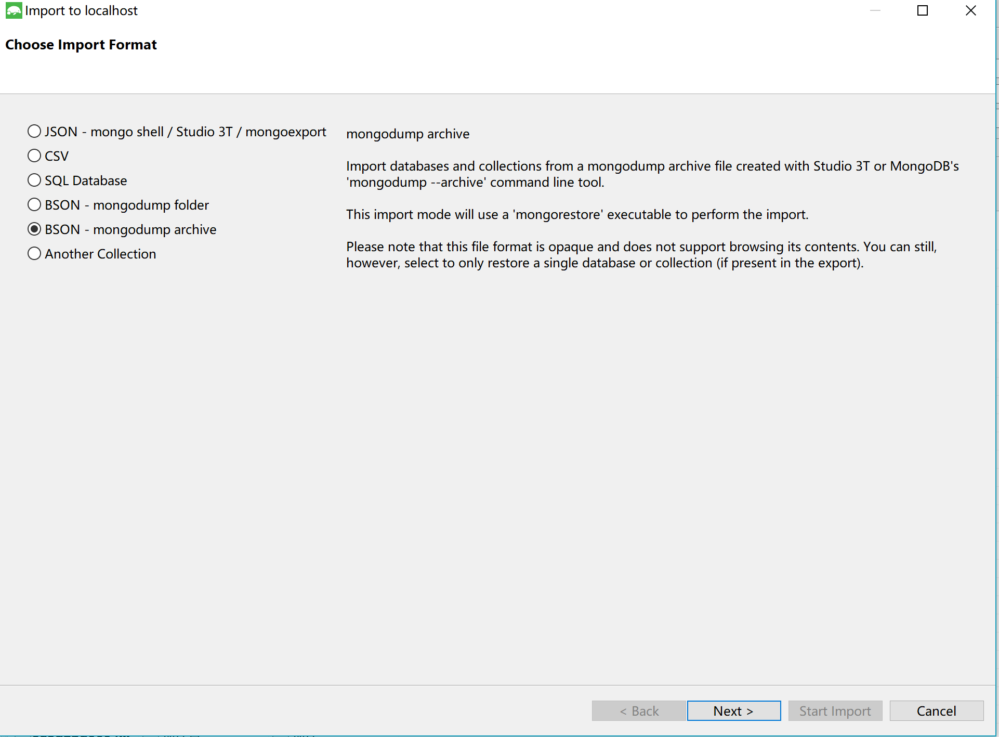 Import to localhost
Choose Import Format
JSON - mongo shell / Studio 3T / mongoexport
CSV
SQL Database
BSON - mongodump folder
BSON - mongodump archive
Another Collection
mongodump archive
Import databases and collections from a mongodump archive file created with Studio 3T or MongoDB's
'mongodump --archive' command line tool.
This import mode will use a 'mongorestore' executable to perform the import.
Please note that this file format is opaque and does not support browsing its contents. You can still,
however, select to only restore a single database or collection (if present in the export).
< Back
Next >
Start Import
Cancel